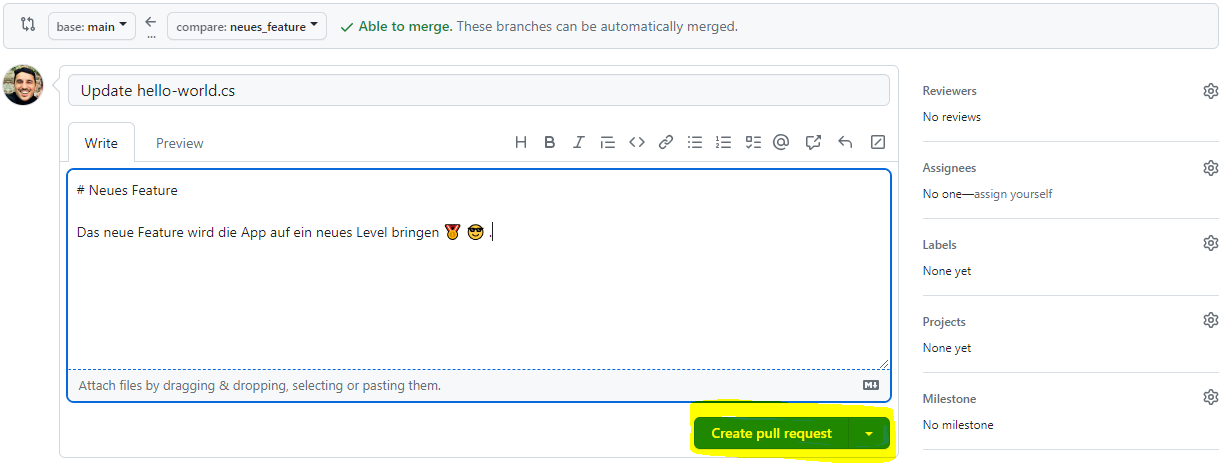 base: main ← ... compare: neues_feature ✓ Able to merge. These branches can be automatically merged.
Update hello-world.cs
Write Preview H B I
# Neues Feature
Das neue Feature wird die App auf ein neues Level bringen 🏅 😎 .
Attach files by dragging & dropping, selecting or pasting them.
Create pull request
Reviewers
No reviews
Assignees
No one—assign yourself
Labels
None yet
Projects
None yet
Milestone
No milestone